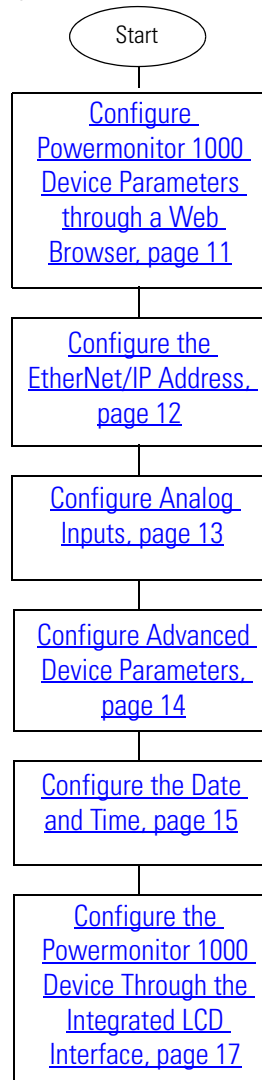 Start
Configure
Powermonitor 1000
Device Parameters
through a Web
Browser, page 11
Configure the
EtherNet/IP Address,
page 12
Configure Analog
Inputs, page 13
Configure Advanced
Device Parameters,
page 14
Configure the Date
and Time, page 15
Configure the
Powermonitor 1000
Device Through the
Integrated LCD
Interface, page 17